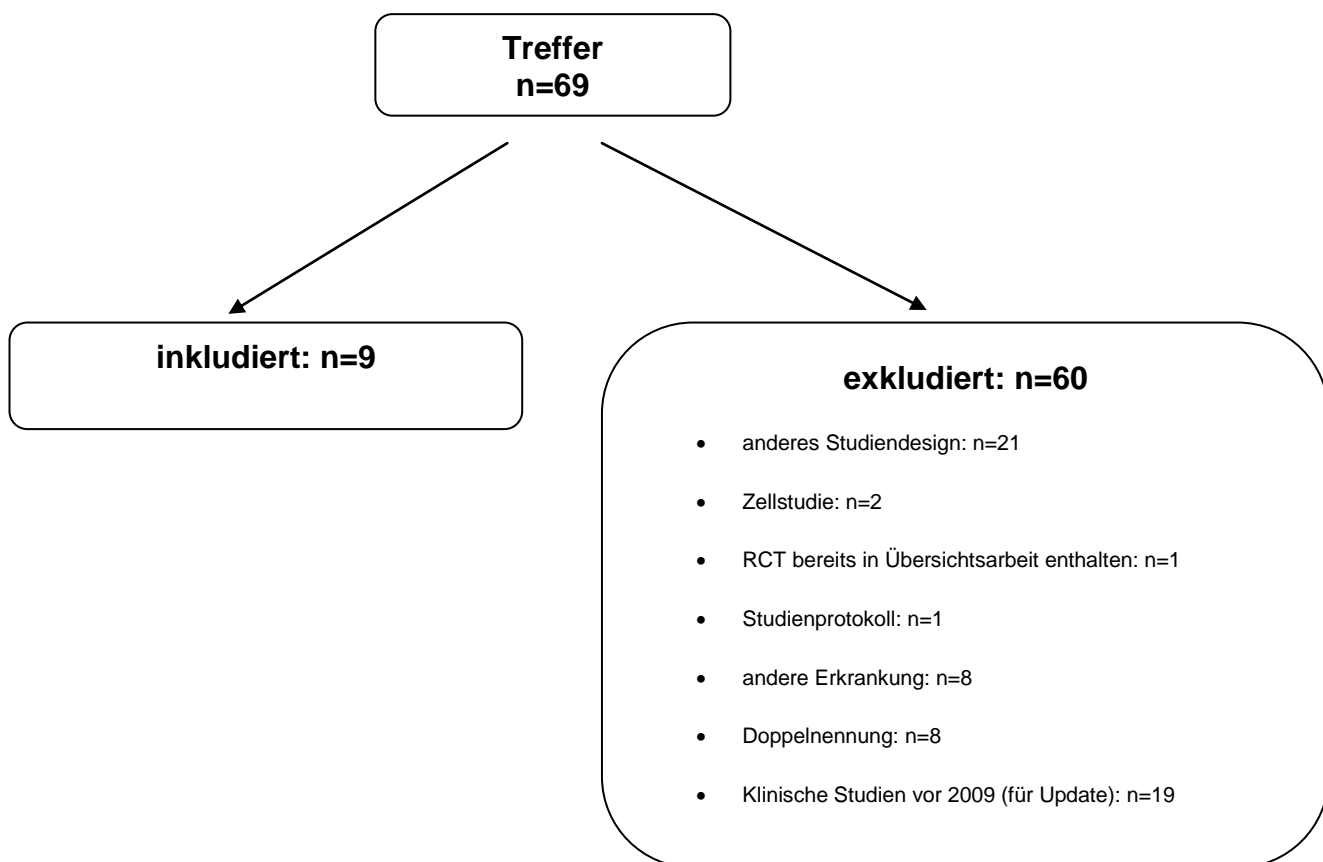 Treffer
n=69
inkludiert: n=9
exkludiert: n=60
• anderes Studiendesign: n=21
• Zellstudie: n=2
• RCT bereits in Übersichtsarbeit enthalten: n=1
• Studienprotokoll: n=1
• andere Erkrankung: n=8
• Doppelnennung: n=8
• Klinische Studien vor 2009 (für Update): n=19